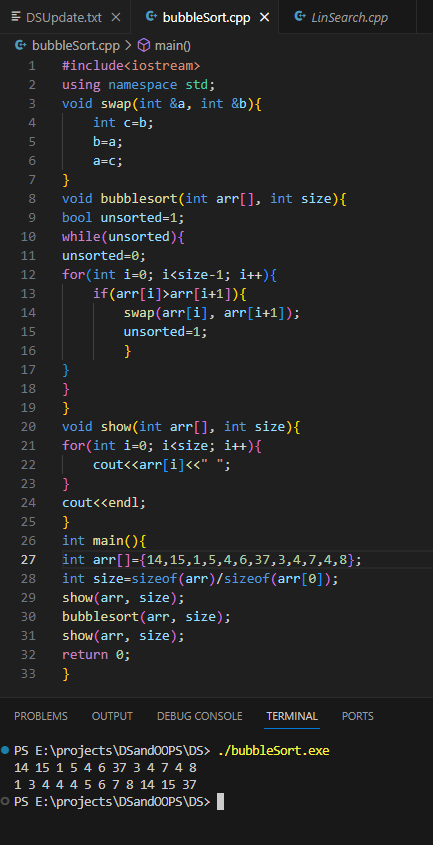 DSUpdate.txt bubbleSort.cpp LinSearch.cpp
bubbleSort.cpp > main()
1 #include<iostream>
2 using namespace std;
3 void swap(int &a, int &b){
4     int c=b;
5     b=a;
6     a=c;
7 }
8 void bubblesort(int arr[], int size){
9 bool unsorted=1;
10 while(unsorted){
11 unsorted=0;
12 for(int i=0; i<size-1; i++){
13     if(arr[i]>arr[i+1]){
14         swap(arr[i], arr[i+1]);
15         unsorted=1;
16         }
17 }
18 }
19 }
20 void show(int arr[], int size){
21 for(int i=0; i<size; i++){
22     cout<<arr[i]<<" ";
23 }
24 cout<<endl;
25 }
26 int main(){
27 int arr[]={14,15,1,5,4,6,37,3,4,7,4,8};
28 int size=sizeof(arr)/sizeof(arr[0]);
29 show(arr, size);
30 bubblesort(arr, size);
31 show(arr, size);
32 return 0;
33 }
PROBLEMS OUTPUT DEBUG CONSOLE TERMINAL PORTS
PS E:\projects\DSandOOPS\DS> ./bubbleSort.exe
14 15 1 5 4 6 37 3 4 7 4 8
1 3 4 4 4 5 6 7 8 14 15 37
PS E:\projects\DSandOOPS\DS>